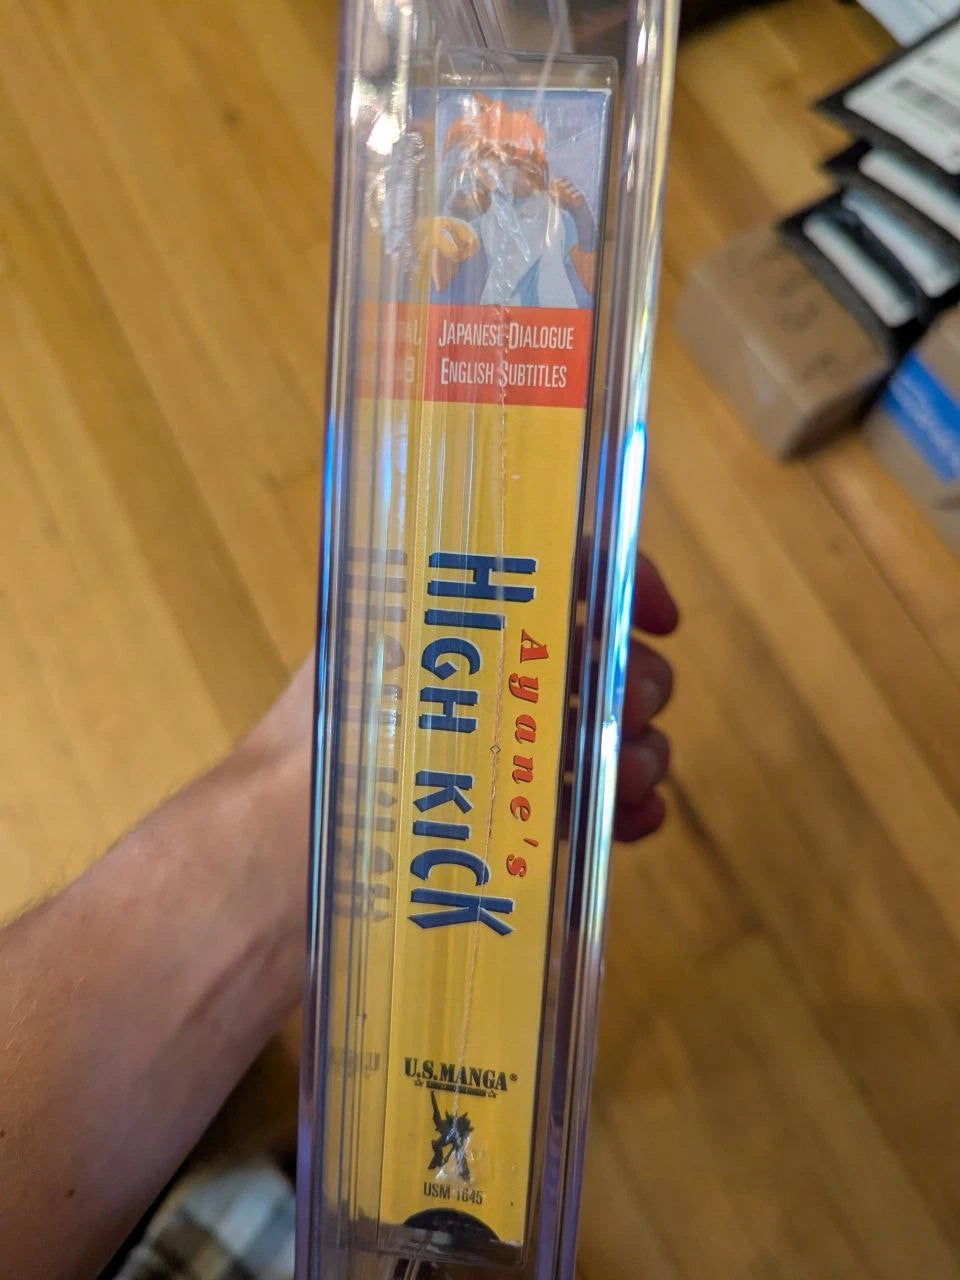 JAPANESE DIALOGUE
ENGLISH SUBTITLES
Ayane's
HIGH KICK
U.S.MANGA®
USM 1645